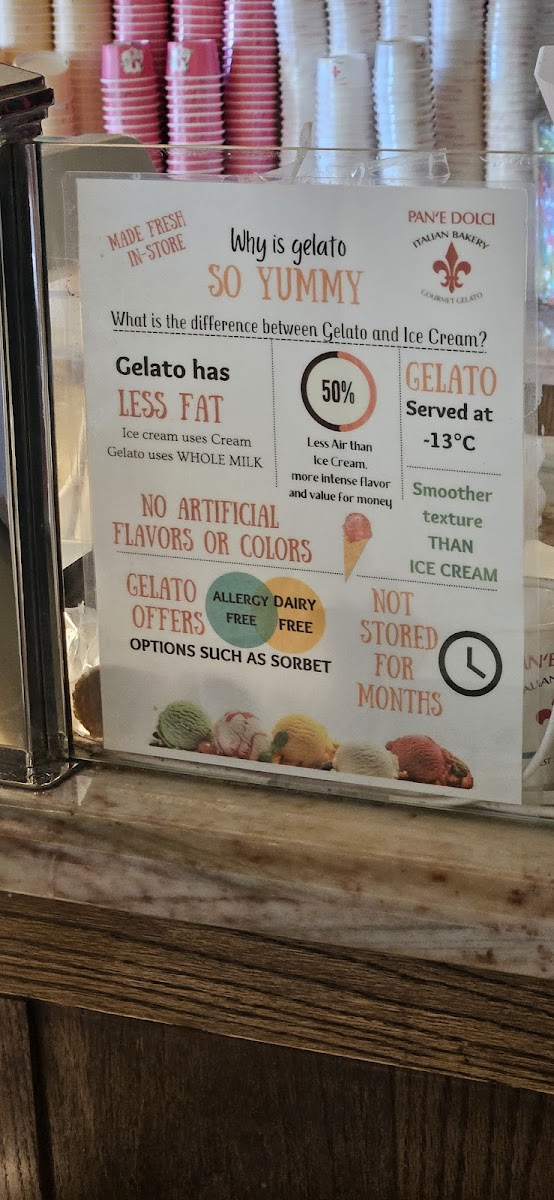 MADE FRESH
IN-STORE
Why is gelato
SO YUMMY
PAN'E DOLCI
ITALIAN BAKERY
GOURMET GELATO
What is the difference between Gelato and Ice Cream?
Gelato has
LESS FAT
Ice cream uses Cream
Gelato uses WHOLE MILK
50%
Less Air than
Ice Cream,
more intense flavor
and value for money
GELATO
Served at
-13°C
Smoother
texture
THAN
ICE CREAM
NO ARTIFICIAL
FLAVORS OR COLORS
GELATO
OFFERS
ALLERGY
FREE
DAIRY
FREE
OPTIONS SUCH AS SORBET
NOT
STORED
FOR
MONTHS